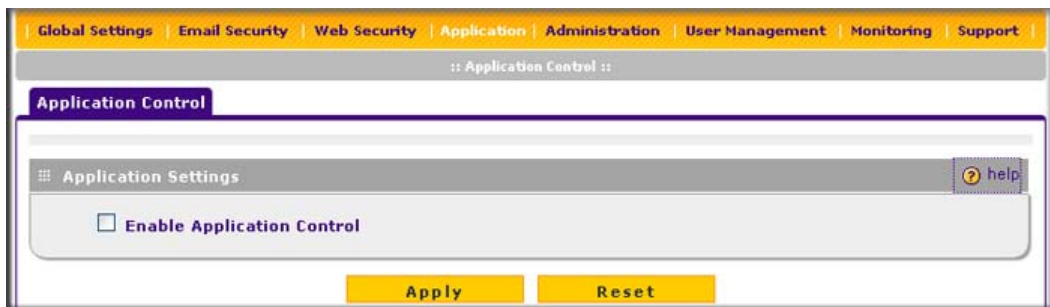 Global Settings | Email Security | Web Security | Application | Administration | User Management | Monitoring | Support
:: Application Control ::
Application Control
Application Settings
? help
Enable Application Control
Apply Reset